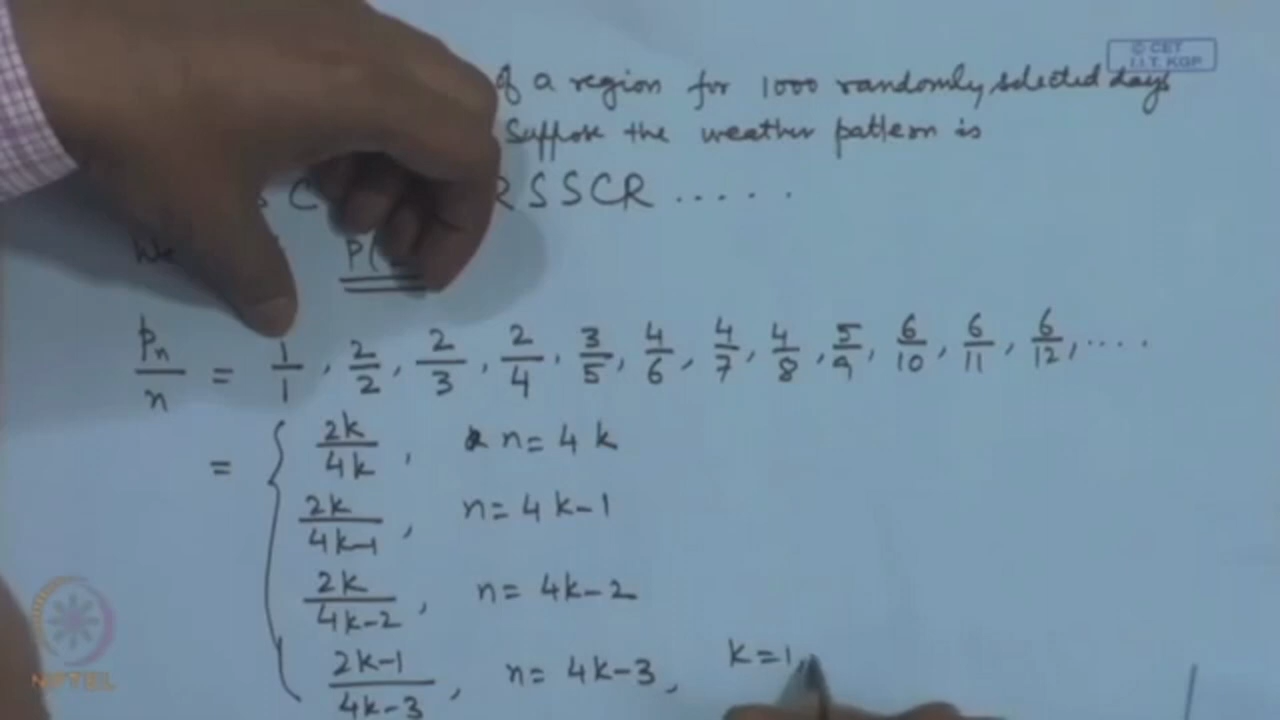 © CET
I.I.T. KGP
of a region for 1000 randomly selected days
Suppose the weather pattern is
S C RSSCR .....
We P(
pn/n = 1/1, 2/2, 2/3, 2/4, 3/5, 4/6, 4/7, 4/8, 5/9, 6/10, 6/11, 6/12, ....
= { 2k/4k, n = 4k
2k/4k-1, n = 4k-1
2k/4k-2, n = 4k-2
2k-1/4k-3, n = 4k-3, k=1,
NPTEL